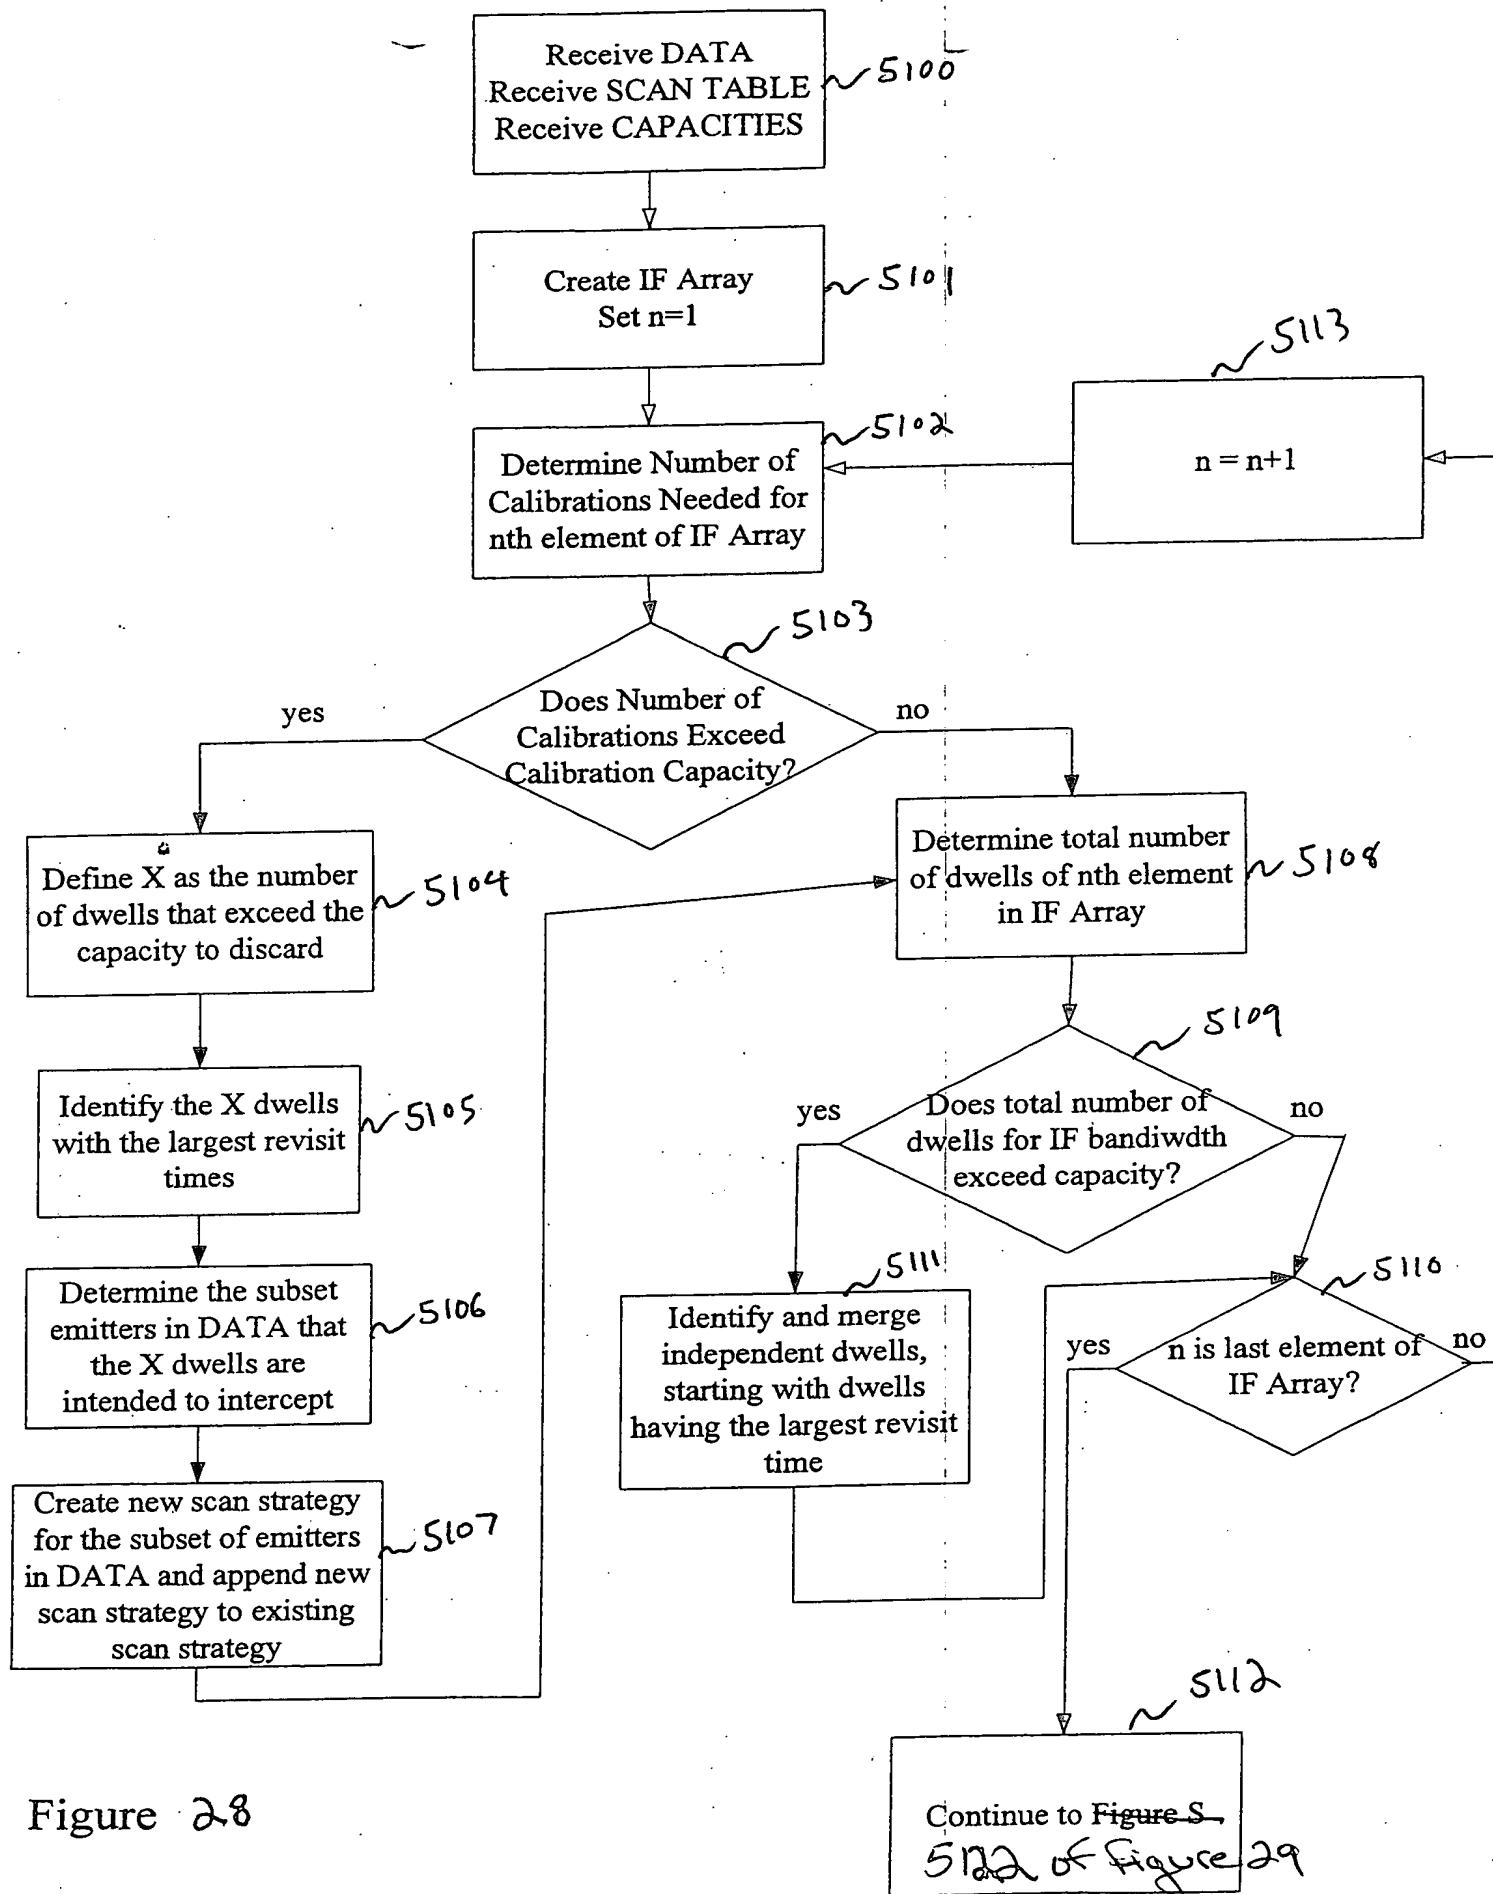 Receive DATA
Receive SCAN TABLE
Receive CAPACITIES
5100
Create IF Array
Set n=1
5101
5113
n = n+1
Determine Number of
Calibrations Needed for
nth element of IF Array
5102
5103
Does Number of
Calibrations Exceed
Calibration Capacity?
yes
no
Define X as the number
of dwells that exceed the
capacity to discard
5104
Determine total number
of dwells of nth element
in IF Array
5108
Identify the X dwells
with the largest revisit
times
5105
5109
Does total number of
dwells for IF bandiwdth
exceed capacity?
yes
no
Determine the subset
emitters in DATA that
the X dwells are
intended to intercept
5106
5111
Identify and merge
independent dwells,
starting with dwells
having the largest revisit
time
5110
n is last element of
IF Array?
yes
no
Create new scan strategy
for the subset of emitters
in DATA and append new
scan strategy to existing
scan strategy
5107
5112
Continue to Figure S
of Figure 29
Figure 28